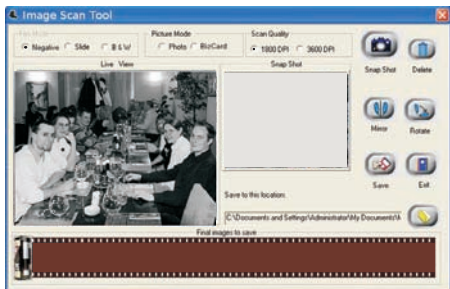 Image Scan Tool
Picture Mode
Scan Quality
Negative Slide B & W
Photo BizCard
1800 DPI 3600 DPI
Live View
Snap Shot
Snap Shot
Delete
Mirror
Rotate
Save
Exit
Save to this location:
C:\Documents and Settings\Administrator\My Documents\
Final images to save